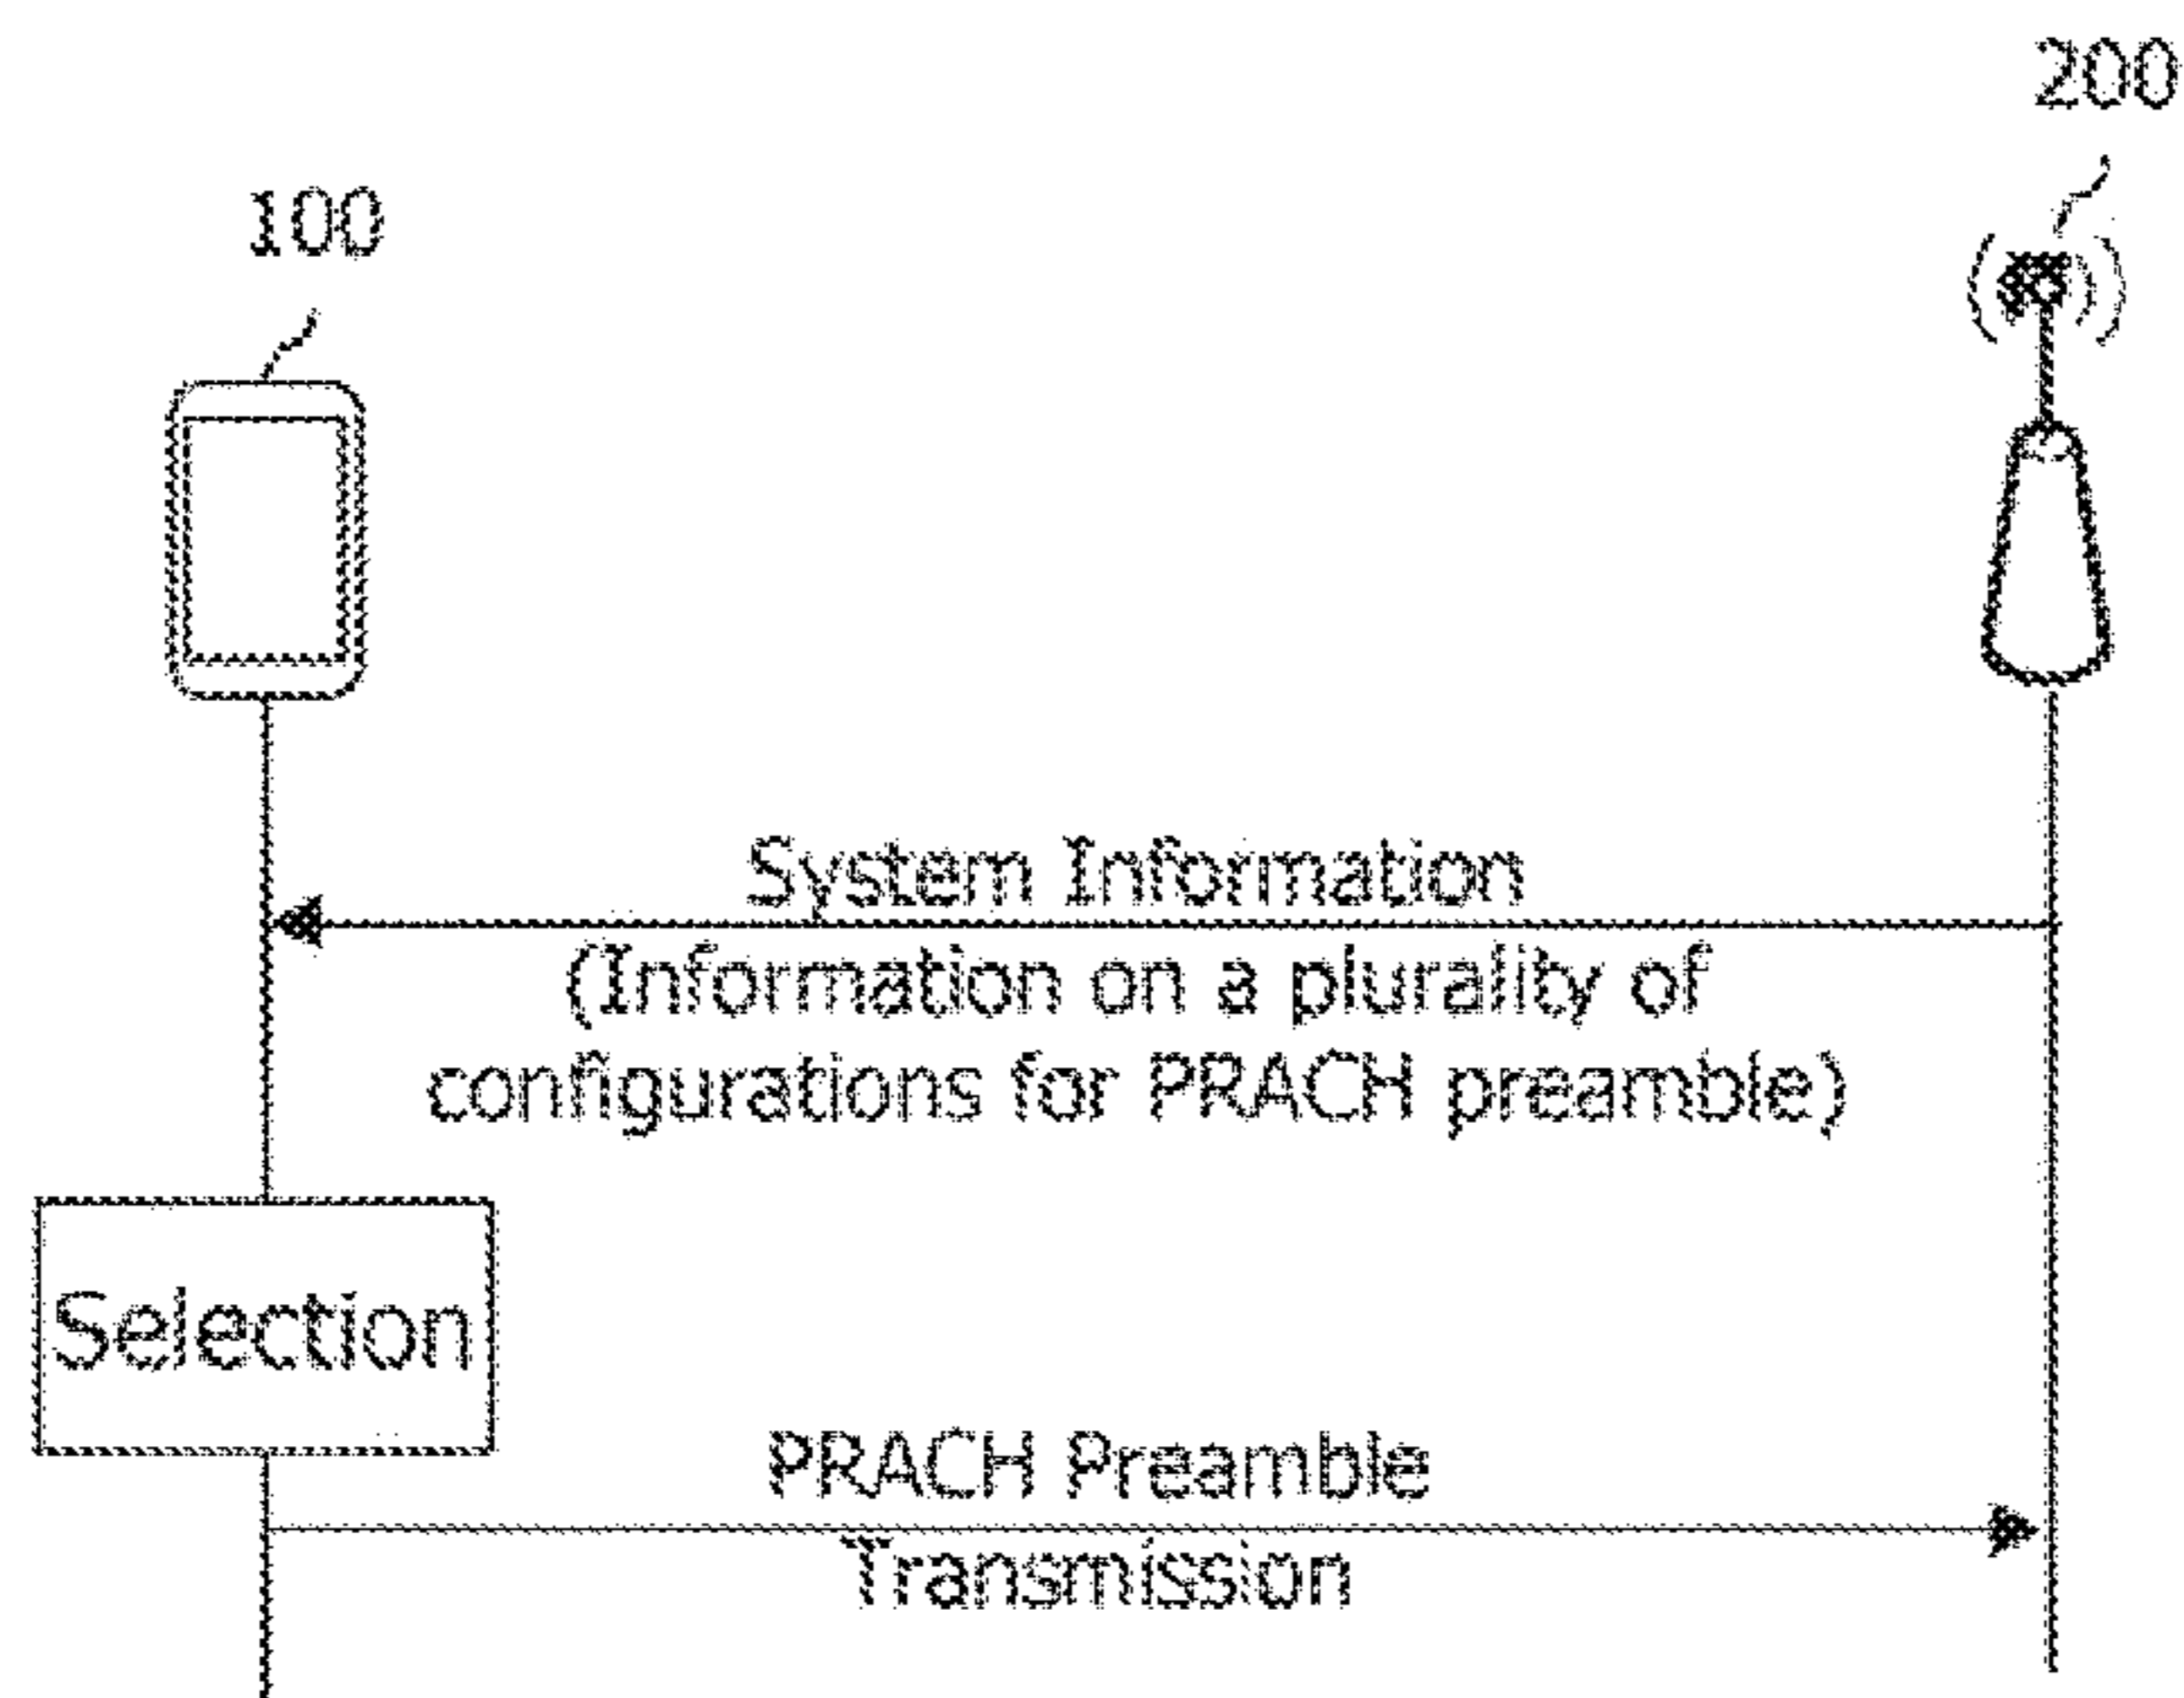 200
100
System Information
(Information on a plurality of
configurations for PRACH preamble)
Selection
PRACH Preamble
Transmission